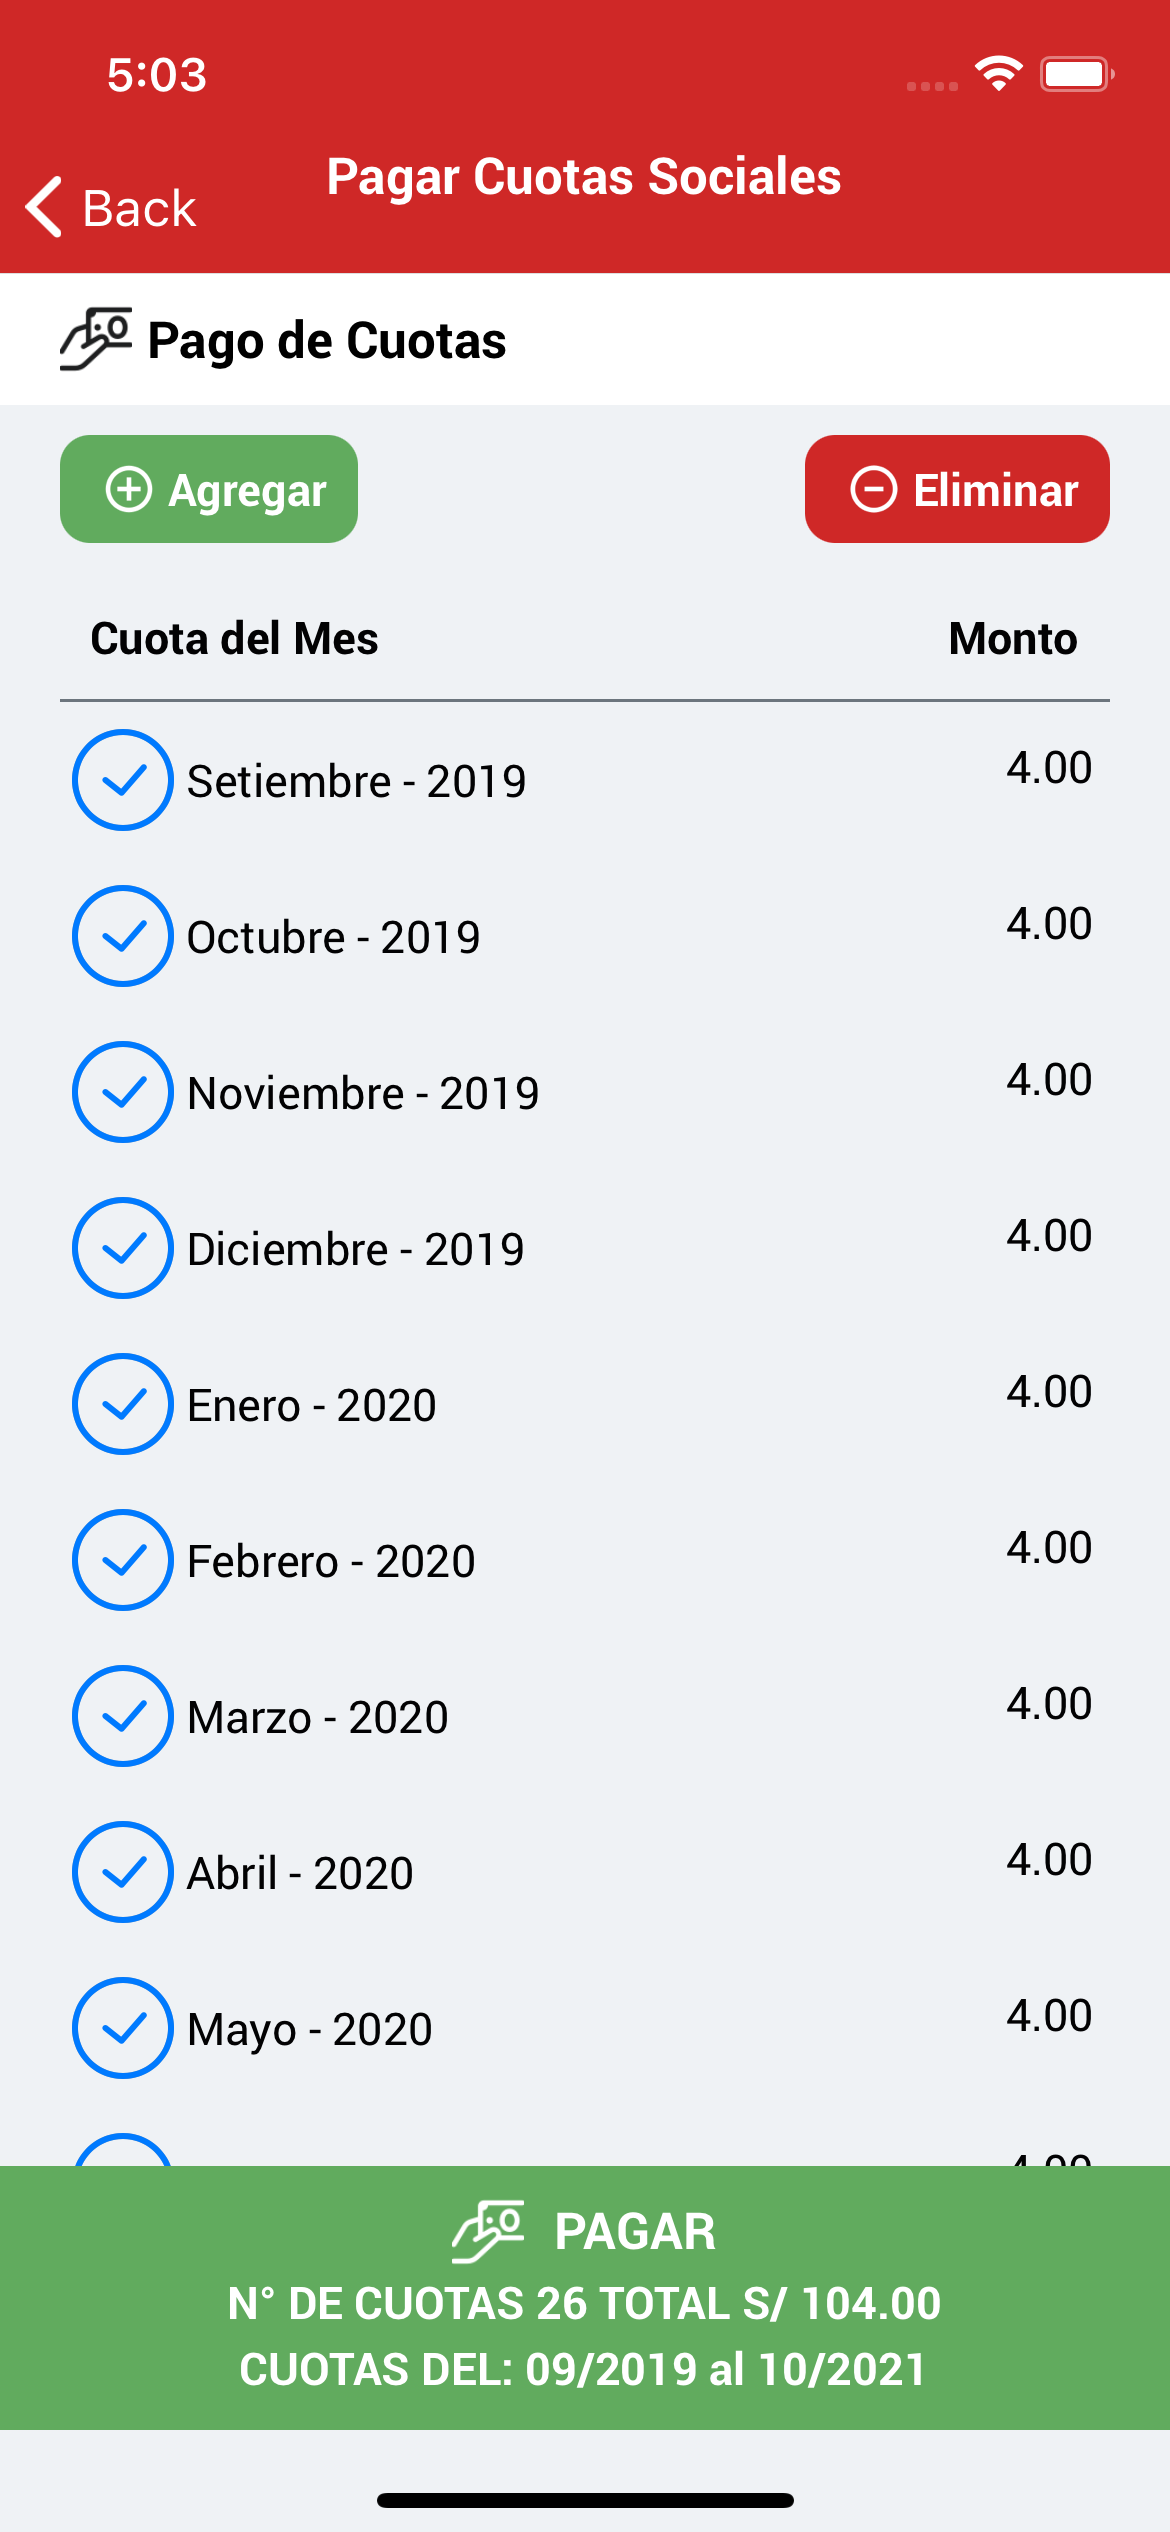 5:03
Back
Pagar Cuotas Sociales
Pago de Cuotas
Agregar
Eliminar
Cuota del Mes Monto
Setiembre - 2019 4.00
Octubre - 2019 4.00
Noviembre - 2019 4.00
Diciembre - 2019 4.00
Enero - 2020 4.00
Febrero - 2020 4.00
Marzo - 2020 4.00
Abril - 2020 4.00
Mayo - 2020 4.00
PAGAR
N° DE CUOTAS 26 TOTAL S/ 104.00
CUOTAS DEL: 09/2019 al 10/2021